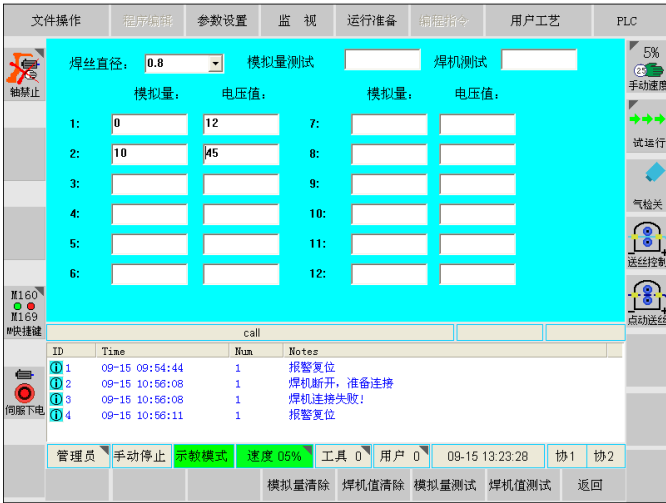 文件操作 程序编辑 参数设置 监 视 运行准备 编程指令 用户工艺 PLC
轴禁止
5%
手动速度
试运行
气检关
送丝控制
点动送丝
M160
M169
M快捷键
伺服下电
焊丝直径： 0.8 模拟量测试 焊机测试
模拟量： 电压值： 模拟量： 电压值：
1: 0 12 7:
2: 10 45 8:
3: 9:
4: 10:
5: 11:
6: 12:
call
ID Time Num Notes
1 09-15 09:54:44 1 报警复位
2 09-15 10:56:08 1 焊机断开，准备连接
3 09-15 10:56:08 1 焊机连接失败！
4 09-15 10:56:11 1 报警复位
管理员 手动停止 示教模式 速度 05% 工具 0 用户 0 09-15 13:23:28 协1 协2
模拟量清除 焊机值清除 模拟量测试 焊机值测试 返回